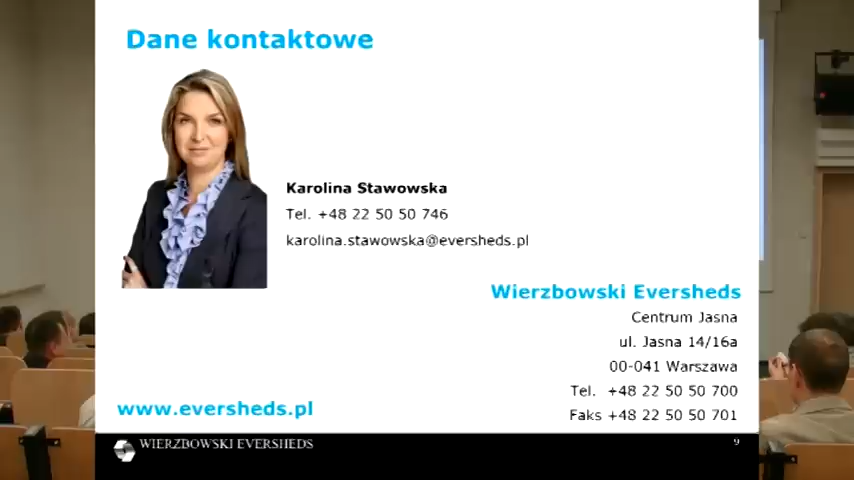 Dane kontaktowe
Karolina Stawowska
Tel. +48 22 50 50 746
karolina.stawowska@eversheds.pl
Wierzbowski Eversheds
Centrum Jasna
ul. Jasna 14/16a
00-041 Warszawa
Tel. +48 22 50 50 700
Faks +48 22 50 50 701
www.eversheds.pl
WIERZBOWSKI EVERSHEDS
9